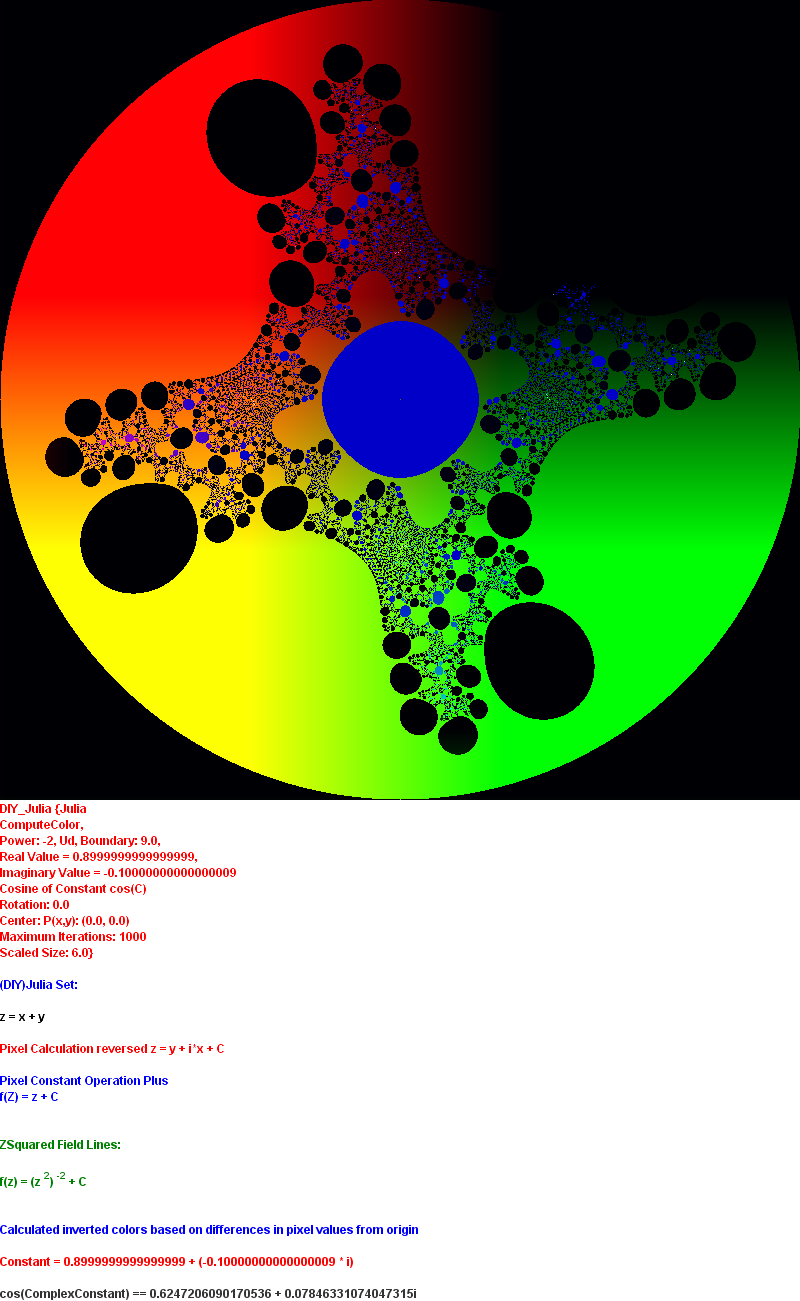 DIY_Julia {Julia
ComputeColor,
Power: -2, Ud, Boundary: 9.0,
Real Value = 0.8999999999999999,
Imaginary Value = -0.10000000000000009
Cosine of Constant cos(C)
Rotation: 0.0
Center: P(x,y): (0.0, 0.0)
Maximum Iterations: 1000
Scaled Size: 6.0}
(DIY)Julia Set:
z = x + y
Pixel Calculation reversed z = y + i*x + C
Pixel Constant Operation Plus
f(Z) = z + C
ZSquared Field Lines:
f(z) = (z 2) -2 + C
Calculated inverted colors based on differences in pixel values from origin
Constant = 0.8999999999999999 + (-0.10000000000000009 * i)
cos(ComplexConstant) == 0.6247206090170536 + 0.07846331074047315i